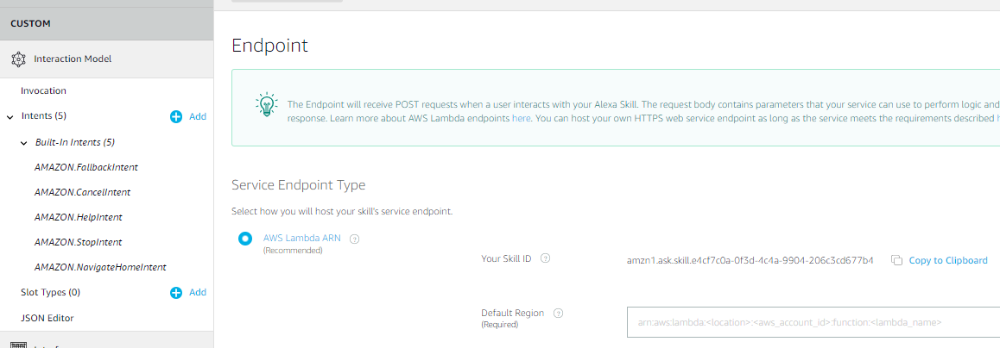 CUSTOM
Interaction Model
Invocation
Intents (5)
Add
Built-In Intents (5)
AMAZON.FallbackIntent
AMAZON.CancelIntent
AMAZON.HelpIntent
AMAZON.StopIntent
AMAZON.NavigateHomeIntent
Slot Types (0)
Add
JSON Editor
Endpoint
The Endpoint will receive POST requests when a user interacts with your Alexa Skill. The request body contains parameters that your service can use to perform logic and
response. Learn more about AWS Lambda endpoints here. You can host your own HTTPS web service endpoint as long as the service meets the requirements described
Service Endpoint Type
Select how you will host your skill's service endpoint.
AWS Lambda ARN
(Recommended)
Your Skill ID
amzn1.ask.skill.e4cf7c0a-0f3d-4c4a-9904-206c3cd677b4
Copy to Clipboard
Default Region
(Required)
arn:aws:lambda:<location>:<aws_account_id>:function:<lambda_name>